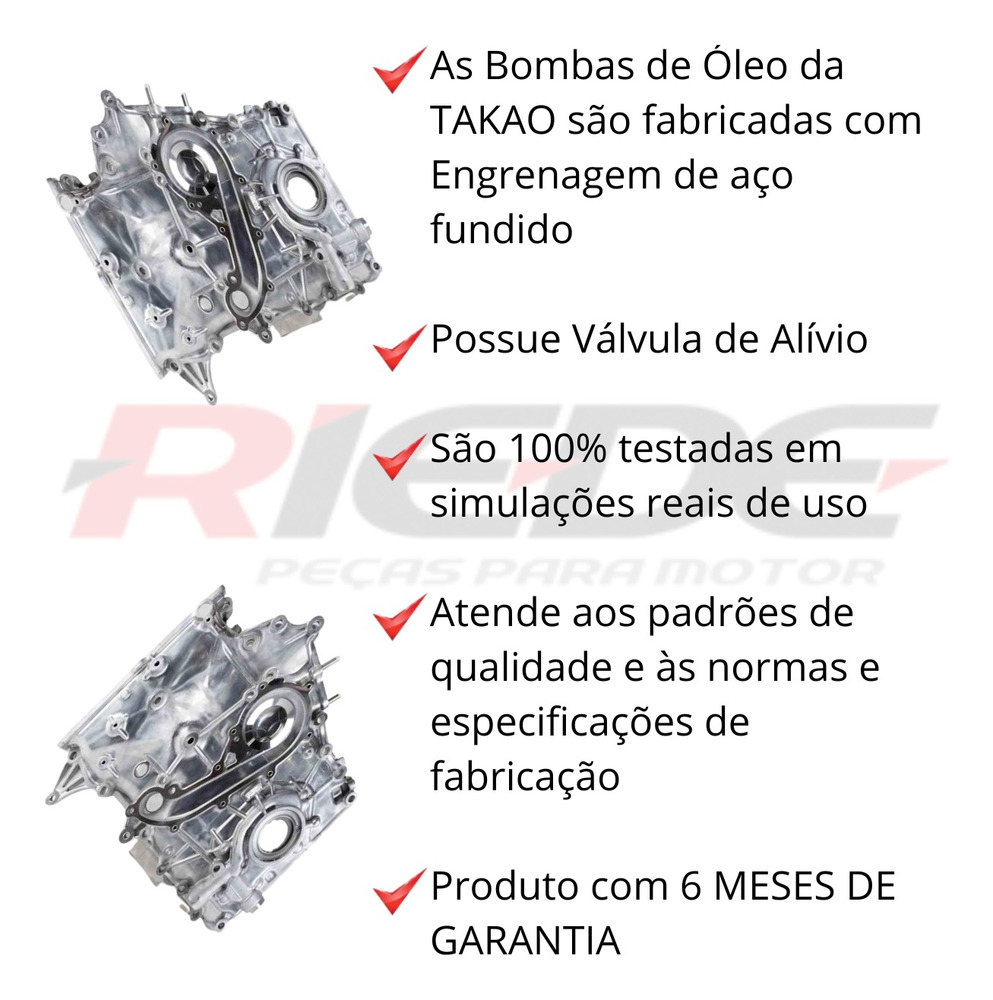 As Bombas de Óleo da
TAKAO são fabricadas com
Engrenagem de aço
fundido
Possue Válvula de Alívio
RIEDE
São 100% testadas em
simulações reais de uso
PEÇAS PARA MOTOR
Atende aos padrões de
qualidade e às normas e
especificações de
fabricação
Produto com 6 MESES DE
GARANTIA